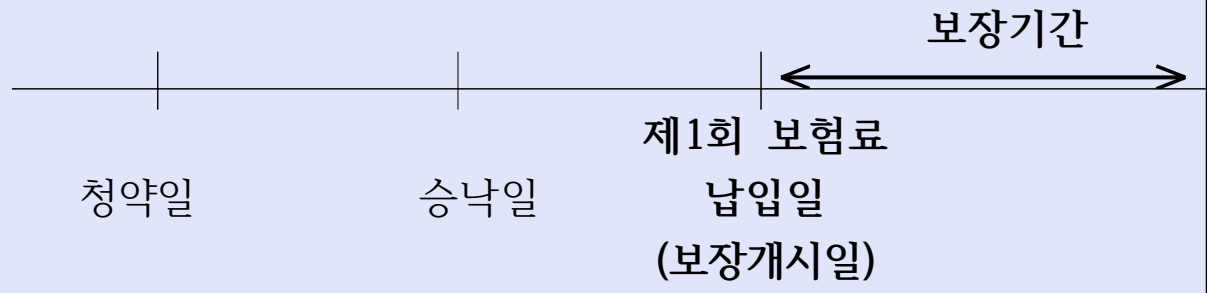 보장기간
청약일
승낙일
제1회 보험료
납입일
(보장개시일)